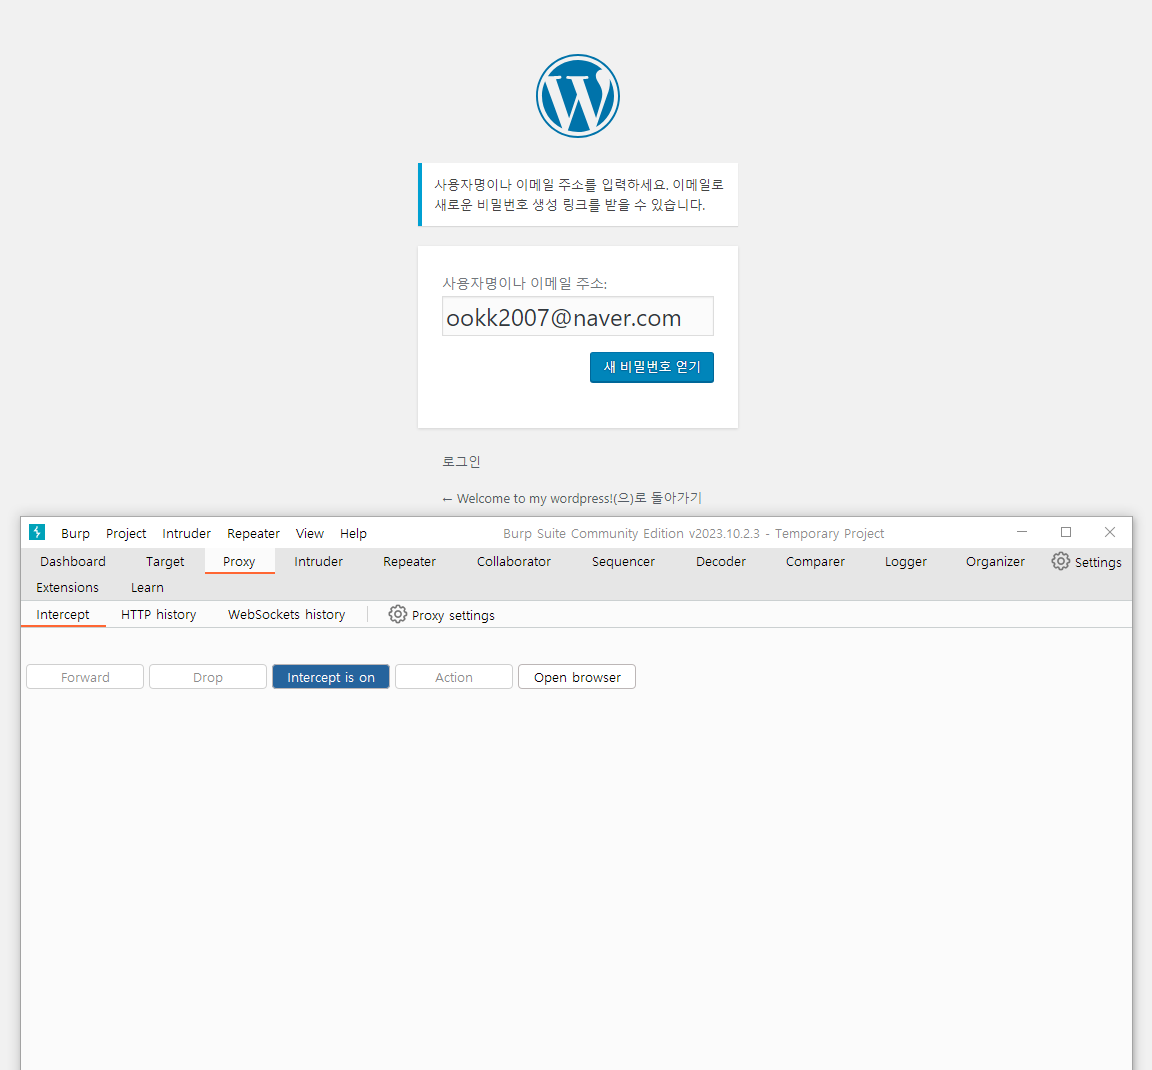 사용자명이나 이메일 주소를 입력하세요. 이메일로
새로운 비밀번호 생성 링크를 받을 수 있습니다.
사용자명이나 이메일 주소:
ookk2007@naver.com
새 비밀번호 얻기
로그인
← Welcome to my wordpress!(으)로 돌아가기
Burp Project Intruder Repeater View Help Burp Suite Community Edition v2023.10.2.3 - Temporary Project
Dashboard Target Proxy Intruder Repeater Collaborator Sequencer Decoder Comparer Logger Organizer Settings
Extensions Learn
Intercept HTTP history WebSockets history Proxy settings
Forward Drop Intercept is on Action Open browser